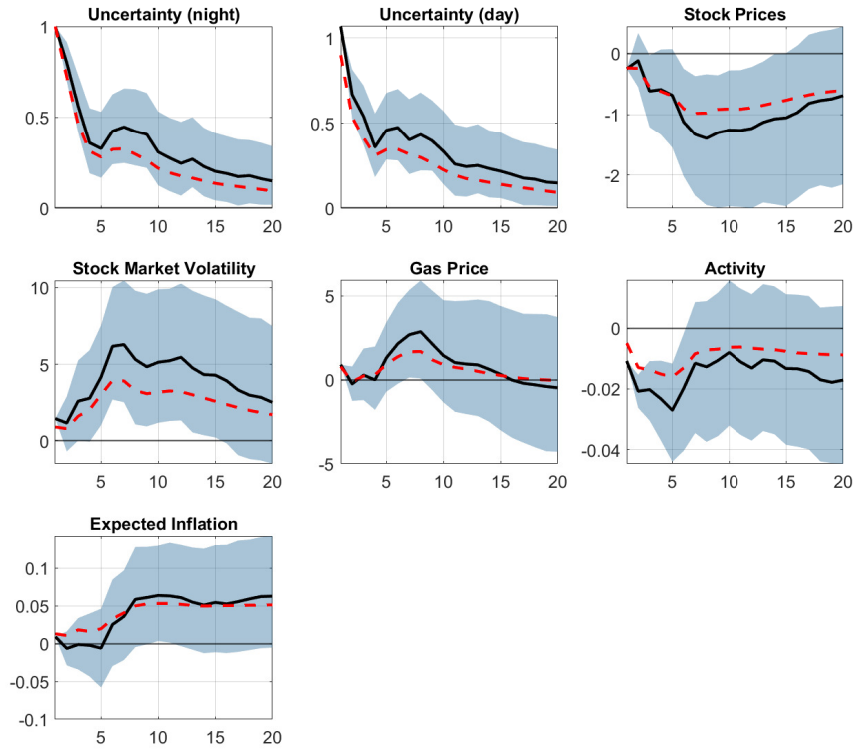 Uncertainty (night)
1
0.5
0
5 10 15 20
Uncertainty (day)
1
0.5
0
5 10 15 20
Stock Prices
0
-1
-2
5 10 15 20
Stock Market Volatility
10
5
0
5 10 15 20
Gas Price
5
0
-5
5 10 15 20
Activity
0
-0.02
-0.04
5 10 15 20
Expected Inflation
0.1
0.05
0
-0.05
-0.1
5 10 15 20